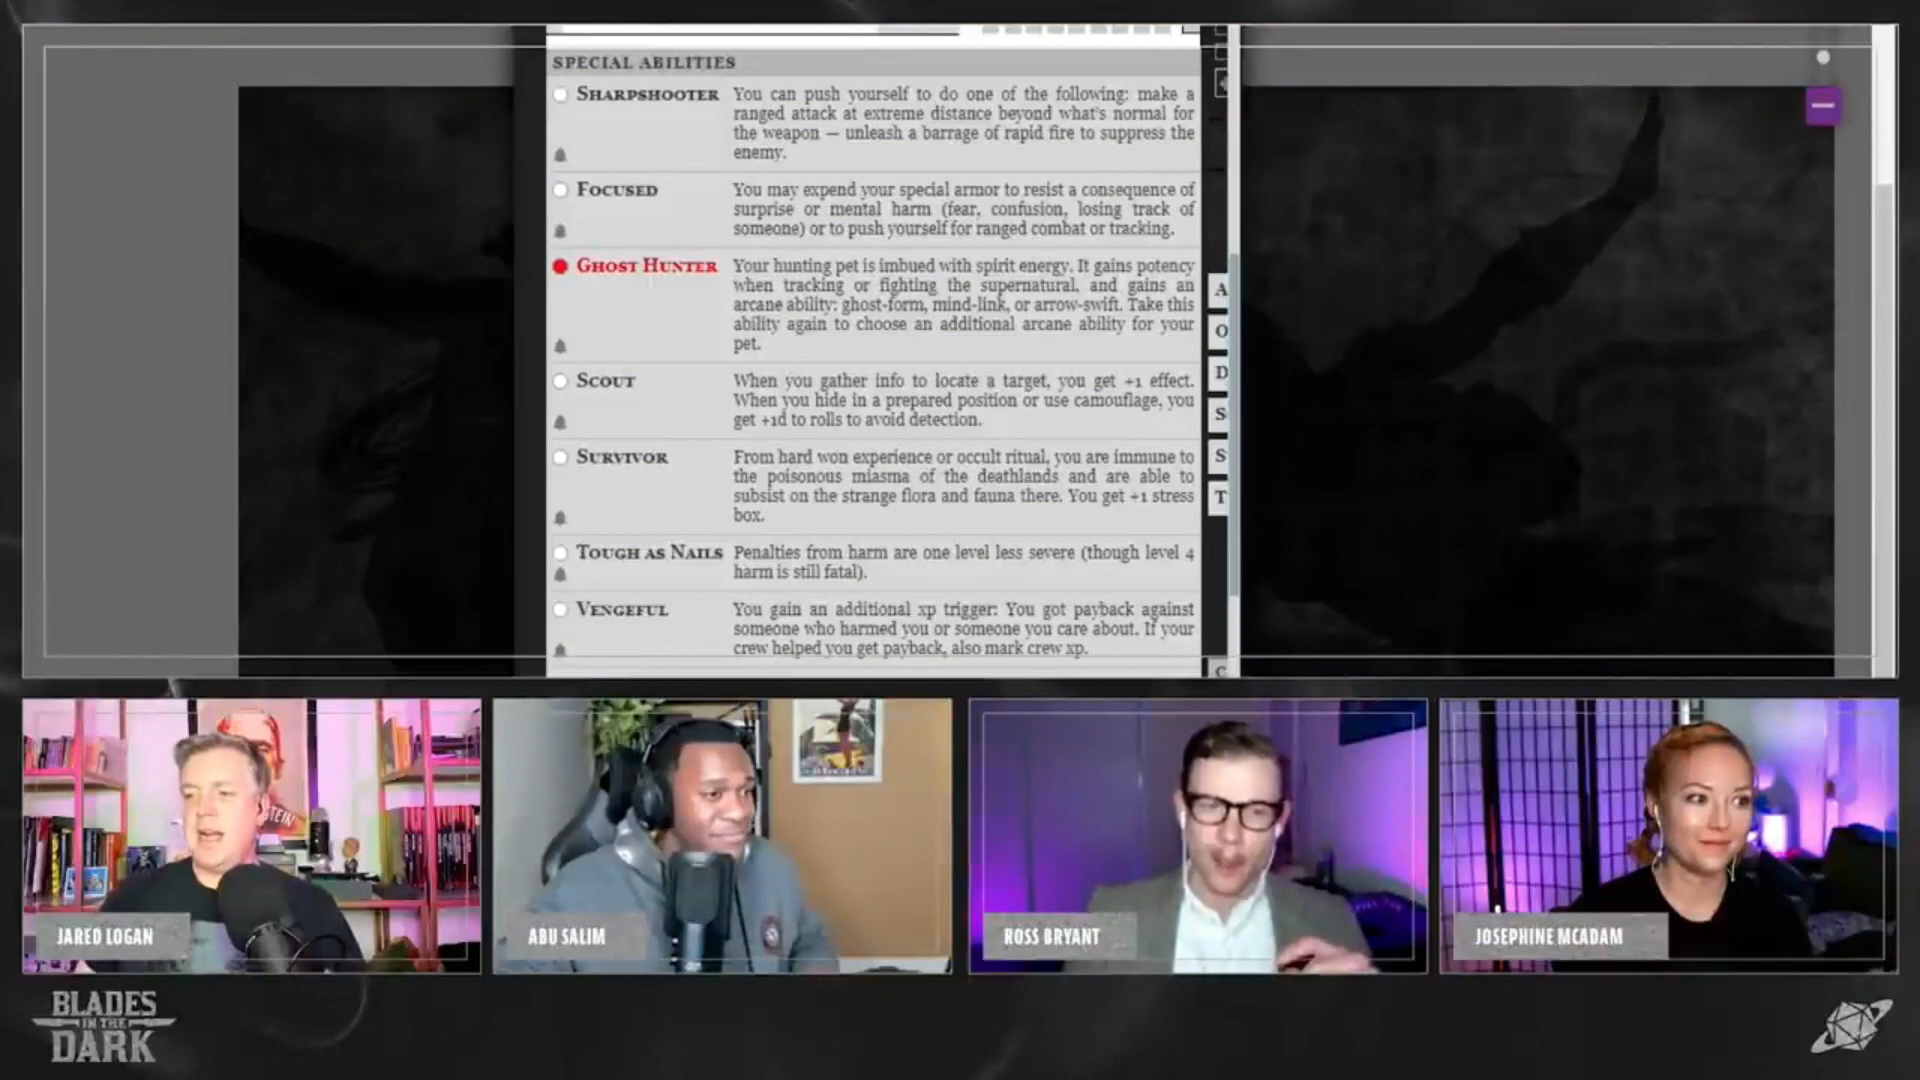 SPECIAL ABILITIES
SHARPSHOOTER
You can push yourself to do one of the following: make a
ranged attack at extreme distance beyond what's normal for
the weapon — unleash a barrage of rapid fire to suppress the
enemy.
FOCUSED
You may expend your special armor to resist a consequence of
surprise or mental harm (fear, confusion, losing track of
someone) or to push yourself for ranged combat or tracking.
GHOST HUNTER
Your hunting pet is imbued with spirit energy. It gains potency
when tracking or fighting the supernatural, and gains an
arcane ability: ghost-form, mind-link, or arrow-swift. Take this
ability again to choose an additional arcane ability for your
pet.
SCOUT
When you gather info to locate a target, you get +1 effect.
When you hide in a prepared position or use camouflage, you
get +1d to rolls to avoid detection.
SURVIVOR
From hard won experience or occult ritual, you are immune to
the poisonous miasma of the deathlands and are able to
subsist on the strange flora and fauna there. You get +1 stress
box.
TOUGH AS NAILS
Penalties from harm are one level less severe (though level 4
harm is still fatal).
VENGEFUL
You gain an additional xp trigger: You got payback against
someone who harmed you or someone you care about. If your
crew helped you get payback, also mark crew xp.
A
O
D
S
S
T
C
JARED LOGAN
ABU SALIM
ROSS BRYANT
JOSEPHINE MCADAM
BLADES
IN THE
DARK